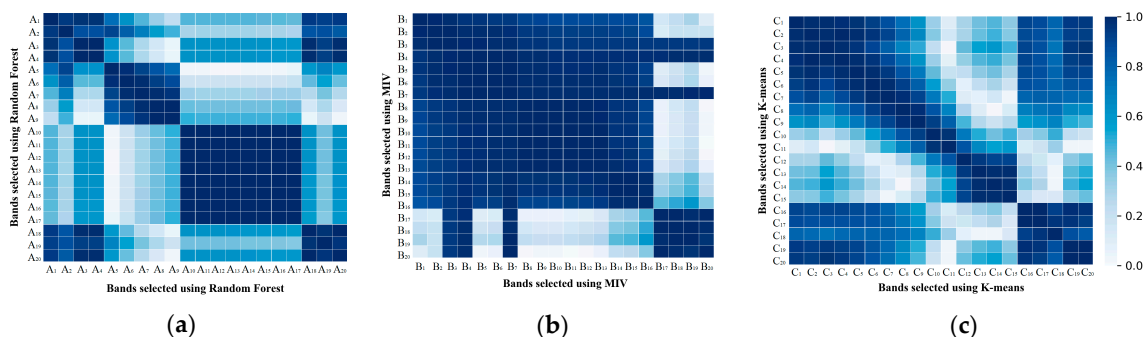 A1
A2
A3
A4
A5
A6
A7
A8
A9
A10
A11
A12
A13
A14
A15
A16
A17
A18
A19
A20
Bands selected using Random Forest
A1 A2 A3 A4 A5 A6 A7 A8 A9 A10 A11 A12 A13 A14 A15 A16 A17 A18 A19 A20
Bands selected using Random Forest
(a)
B1
B2
B3
B4
B5
B6
B7
B8
B9
B10
B11
B12
B13
B14
B15
B16
B17
B18
B19
B20
Bands selected using MIV
B1 B2 B3 B4 B5 B6 B7 B8 B9 B10 B11 B12 B13 B14 B15 B16 B17 B18 B19 B20
Bands selected using MIV
(b)
C1
C2
C3
C4
C5
C6
C7
C8
C9
C10
C11
C12
C13
C14
C15
C16
C17
C18
C19
C20
Bands selected using K-means
C1 C2 C3 C4 C5 C6 C7 C8 C9 C10 C11 C12 C13 C14 C15 C16 C17 C18 C19 C20
Bands selected using K-means
(c)
1.0
0.8
0.6
0.4
0.2
0.0